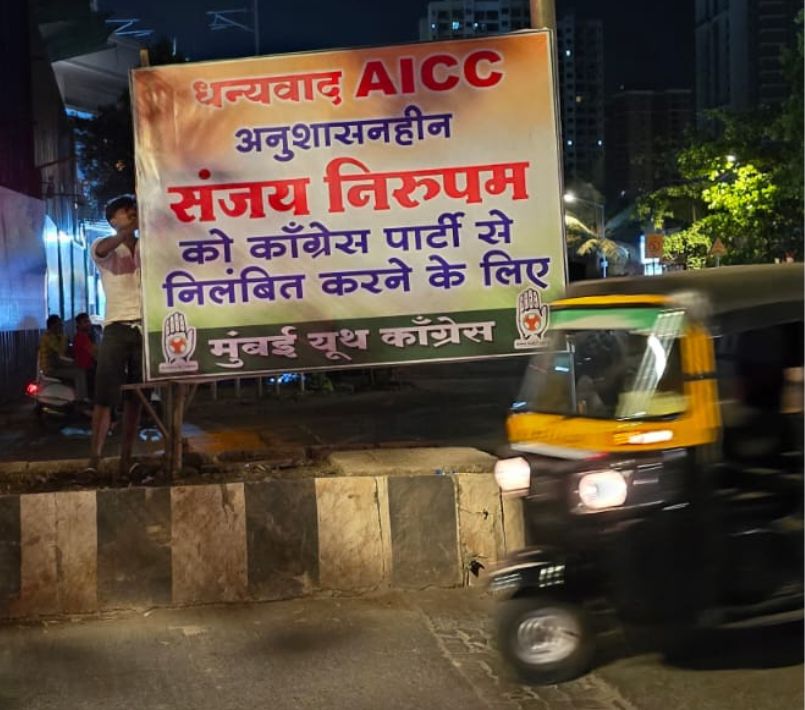 धन्यवाद AICC
अनुशासनहीन
संजय निरुपम
को काँग्रेस पार्टी से
निलंबित करने के लिए
मुंबई यूथ काँग्रेस